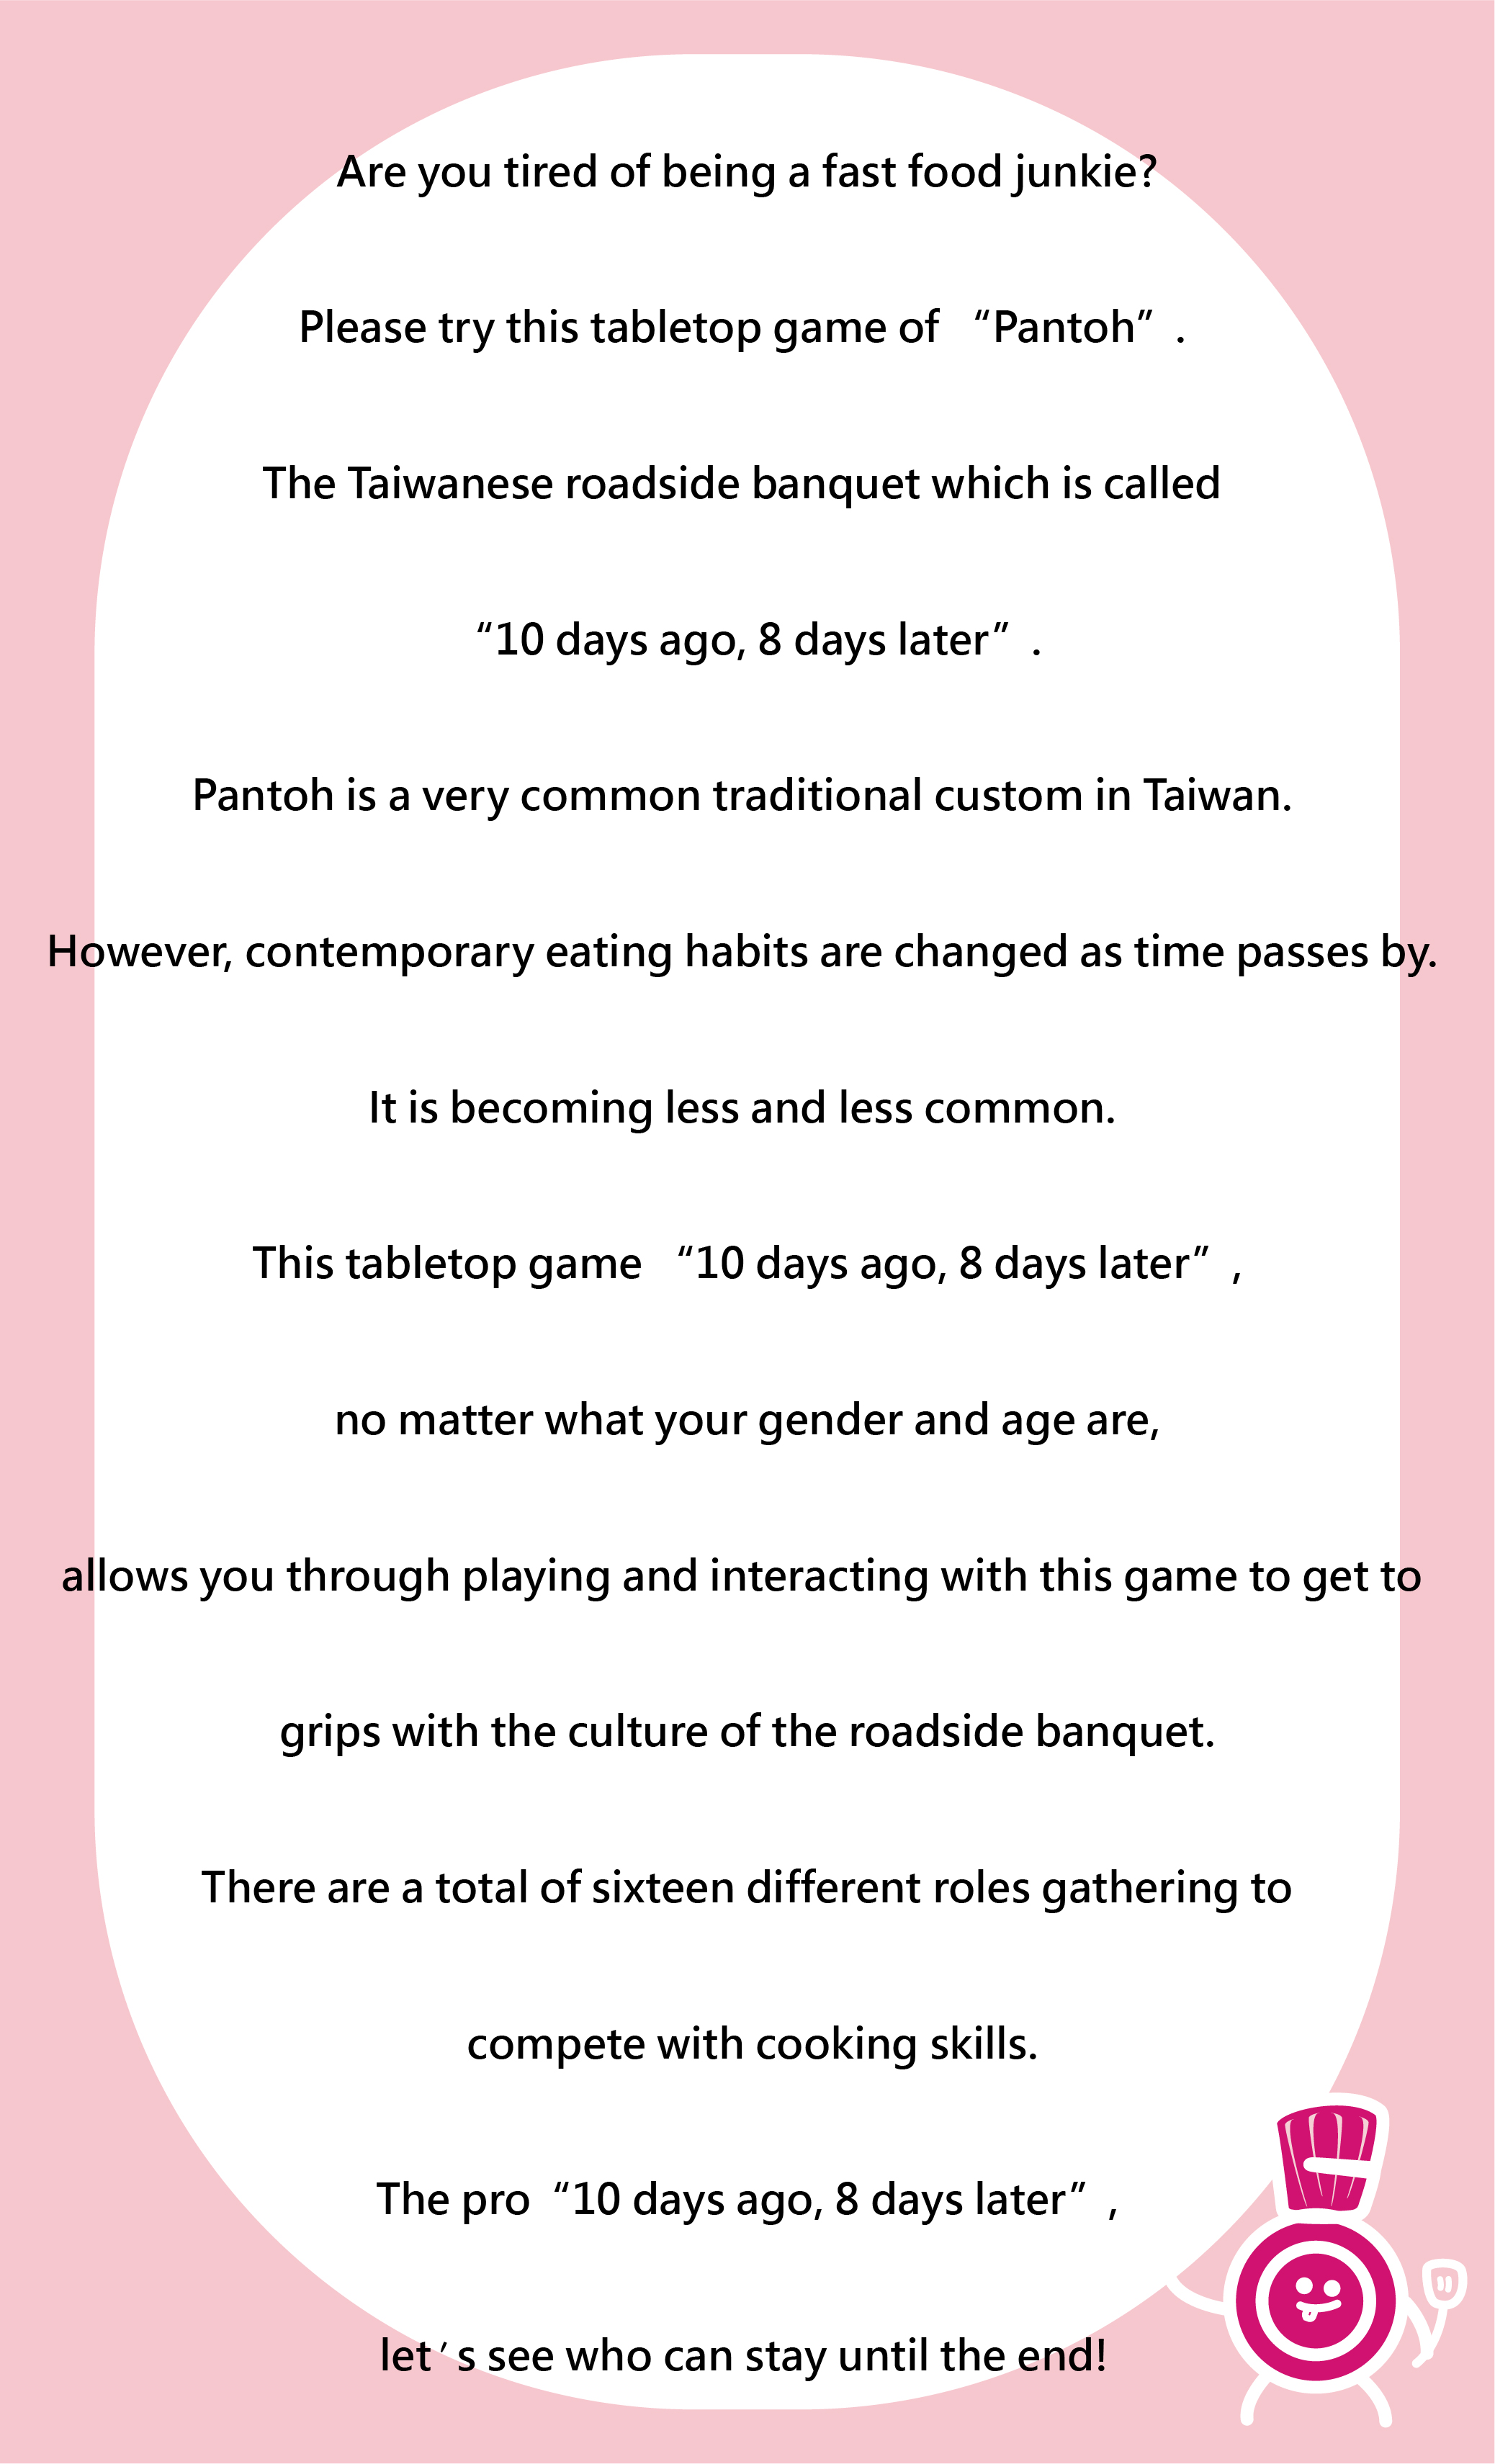 Are you tired of being a fast food junkie?
Please try this tabletop game of “Pantoh”.
The Taiwanese roadside banquet which is called
“10 days ago, 8 days later”.
Pantoh is a very common traditional custom in Taiwan.
However, contemporary eating habits are changed as time passes by.
It is becoming less and less common.
This tabletop game “10 days ago, 8 days later”,
no matter what your gender and age are,
allows you through playing and interacting with this game to get to
grips with the culture of the roadside banquet.
There are a total of sixteen different roles gathering to
compete with cooking skills.
The pro“10 days ago, 8 days later”,
let’s see who can stay until the end!